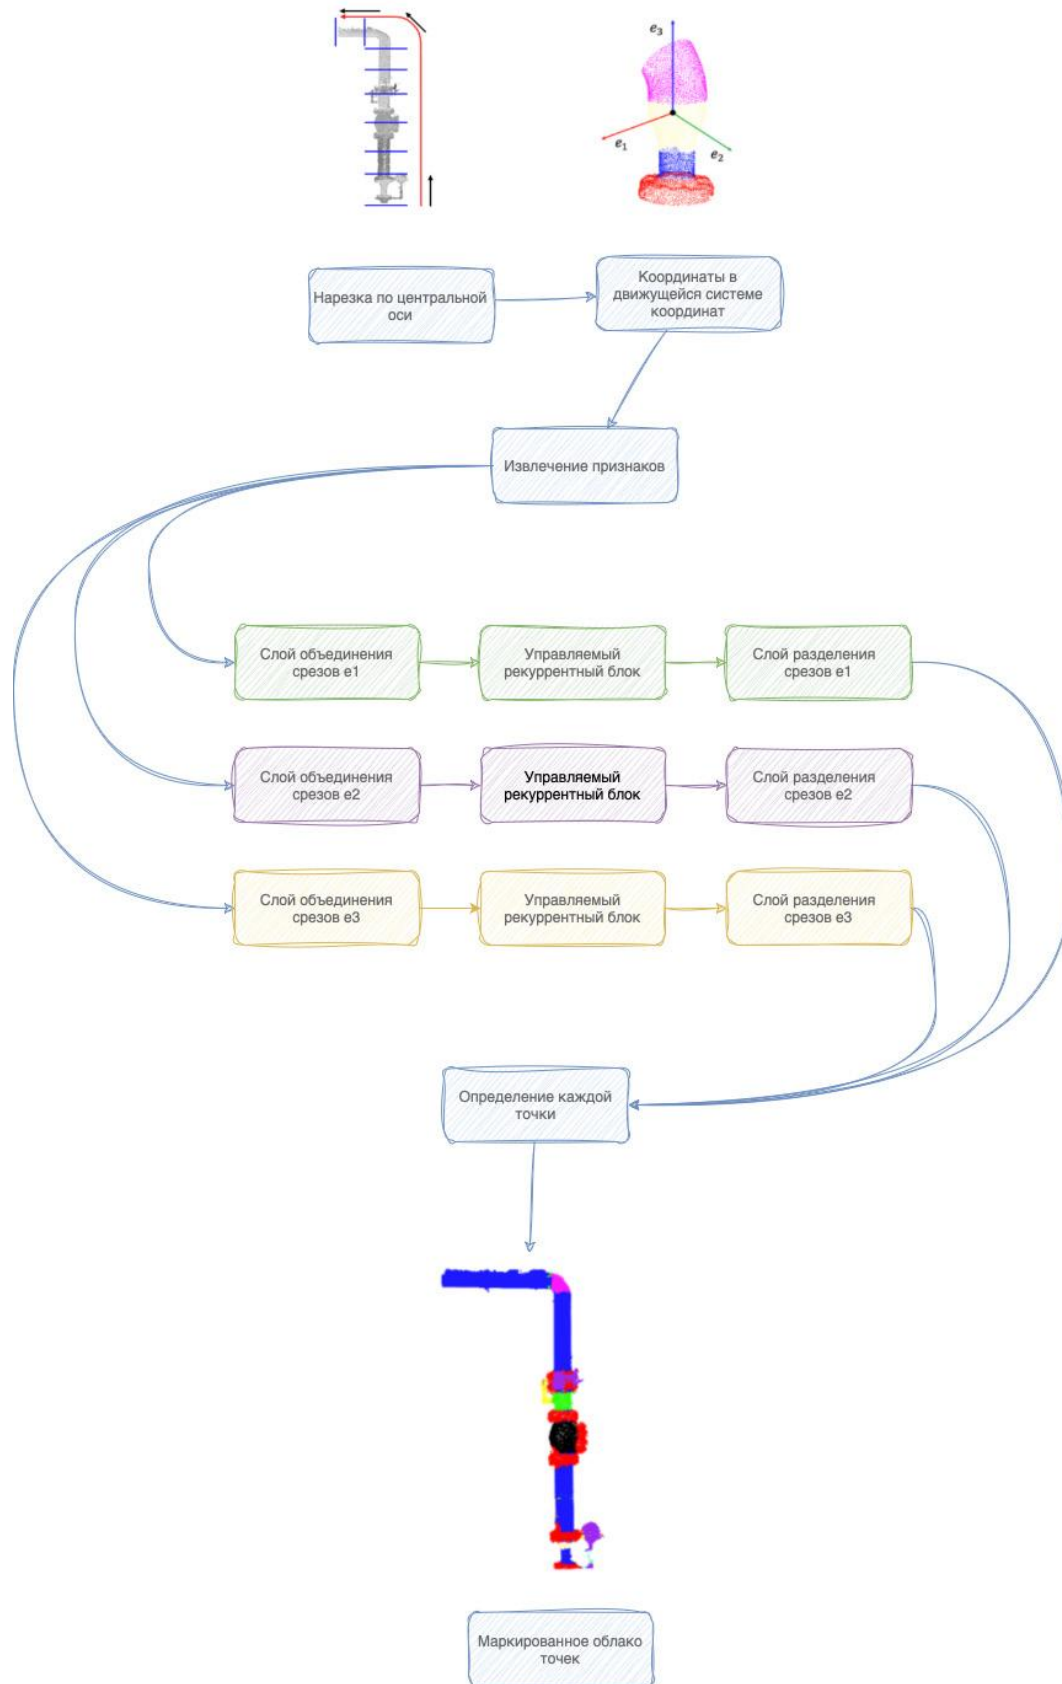 e₃
e₁
e₂
Нарезка по центральной
оси
Координаты в
движущейся системе
координат
Извлечение признаков
Слой объединения
срезов e1
Управляемый
рекуррентный блок
Слой разделения
срезов e1
Слой объединения
срезов e2
Управляемый
рекуррентный блок
Слой разделения
срезов e2
Слой объединения
срезов e3
Управляемый
рекуррентный блок
Слой разделения
срезов e3
Определение каждой
точки
Маркированное облако
точек